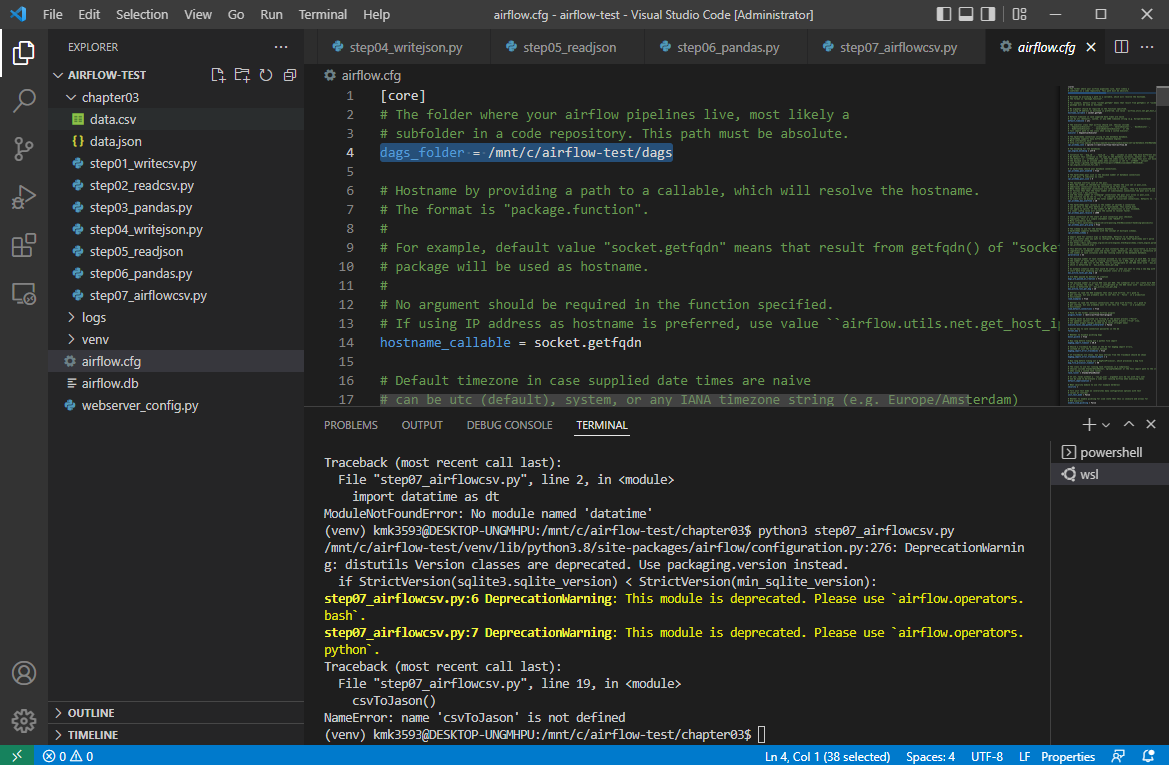 File Edit Selection View Go Run Terminal Help airflow.cfg - airflow-test - Visual Studio Code [Administrator]
EXPLORER
AIRFLOW-TEST
chapter03
data.csv
{} data.json
step01_writecsv.py
step02_readcsv.py
step03_pandas.py
step04_writejson.py
step05_readjson
step06_pandas.py
step07_airflowcsv.py
logs
venv
airflow.cfg
airflow.db
webserver_config.py
OUTLINE
TIMELINE
step04_writejson.py step05_readjson step06_pandas.py step07_airflowcsv.py airflow.cfg
airflow.cfg
1 [core]
2 # The folder where your airflow pipelines live, most likely a
3 # subfolder in a code repository. This path must be absolute.
4 dags_folder = /mnt/c/airflow-test/dags
5
6 # Hostname by providing a path to a callable, which will resolve the hostname.
7 # The format is "package.function".
8 #
9 # For example, default value "socket.getfqdn" means that result from getfqdn() of "socket
10 # package will be used as hostname.
11 #
12 # No argument should be required in the function specified.
13 # If using IP address as hostname is preferred, use value ``airflow.utils.net.get_host_ip
14 hostname_callable = socket.getfqdn
15
16 # Default timezone in case supplied date times are naive
17 # can be utc (default), system, or any IANA timezone string (e.g. Europe/Amsterdam)
PROBLEMS OUTPUT DEBUG CONSOLE TERMINAL
powershell
wsl
Traceback (most recent call last):
File "step07_airflowcsv.py", line 2, in <module>
import datatime as dt
ModuleNotFoundError: No module named 'datatime'
(venv) kmk3593@DESKTOP-UNGMHPU:/mnt/c/airflow-test/chapter03$ python3 step07_airflowcsv.py
/mnt/c/airflow-test/venv/lib/python3.8/site-packages/airflow/configuration.py:276: DeprecationWarnin
g: distutils Version classes are deprecated. Use packaging.version instead.
if StrictVersion(sqlite3.sqlite_version) < StrictVersion(min_sqlite_version):
step07_airflowcsv.py:6 DeprecationWarning: This module is deprecated. Please use `airflow.operators.
bash`.
step07_airflowcsv.py:7 DeprecationWarning: This module is deprecated. Please use `airflow.operators.
python`.
Traceback (most recent call last):
File "step07_airflowcsv.py", line 19, in <module>
csvToJason()
NameError: name 'csvToJason' is not defined
(venv) kmk3593@DESKTOP-UNGMHPU:/mnt/c/airflow-test/chapter03$
0 0 Ln 4, Col 1 (38 selected) Spaces: 4 UTF-8 LF Properties